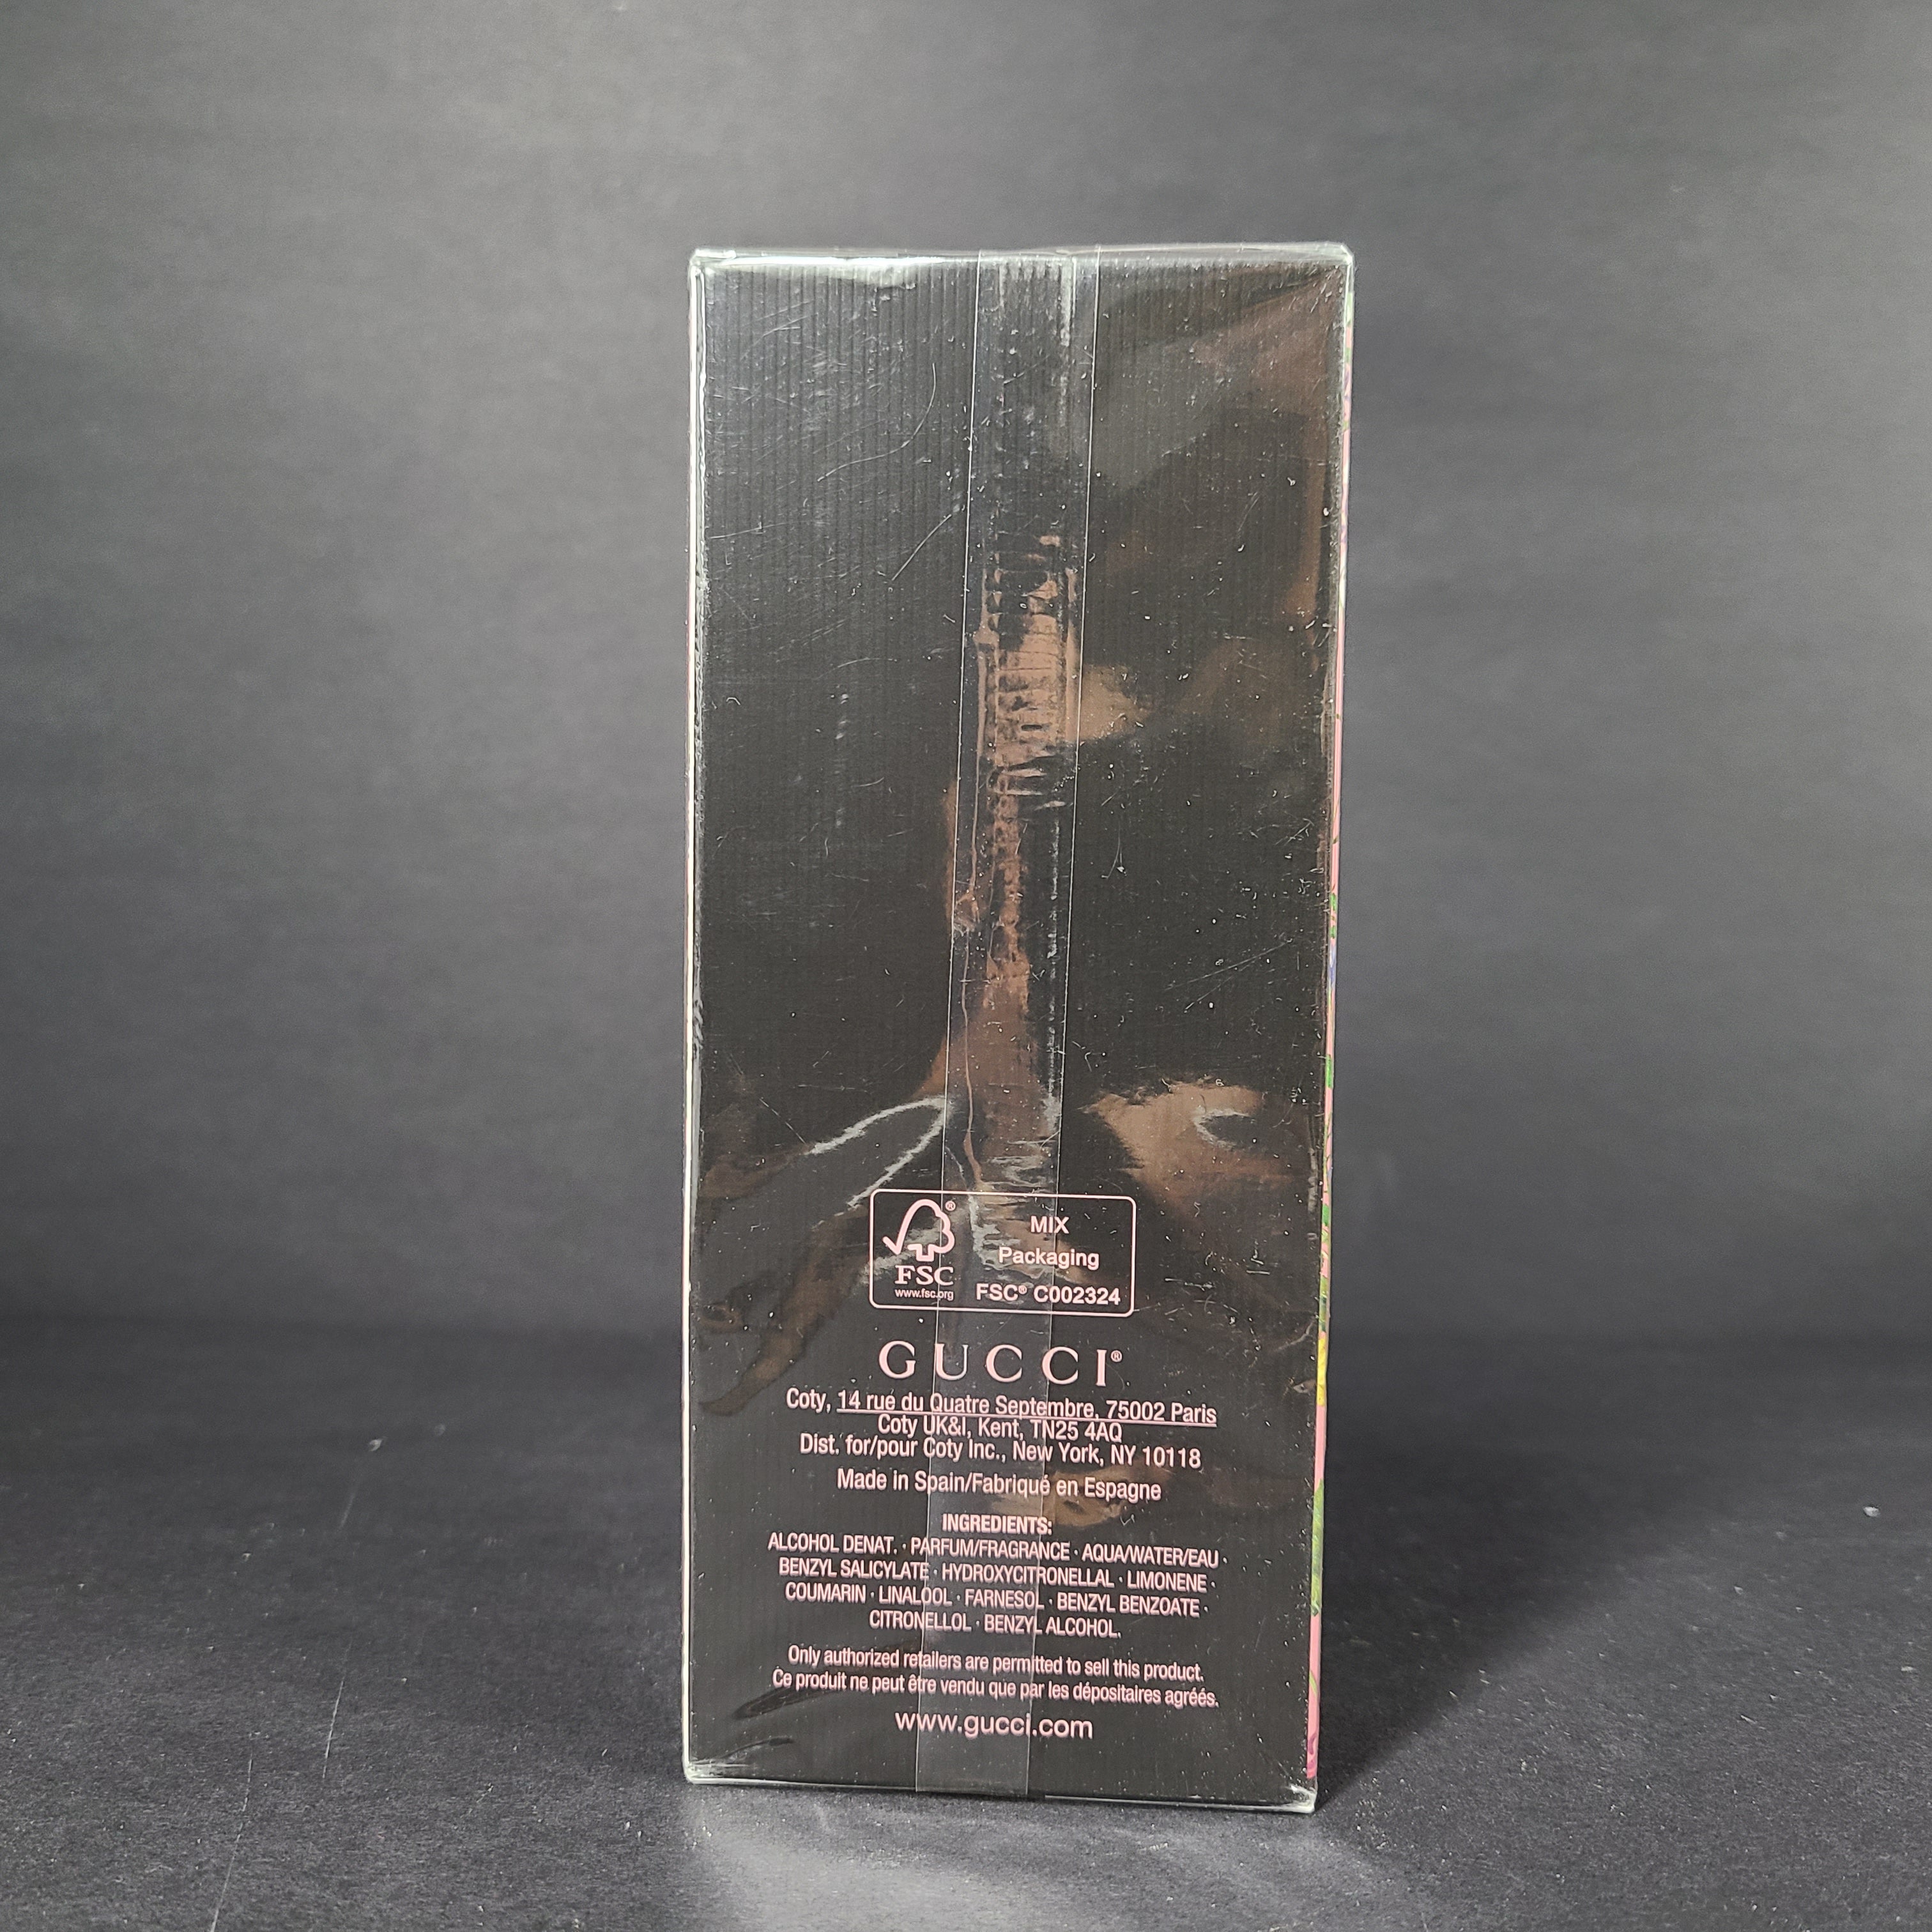 MIX
Packaging
FSC®
www.fsc.org
FSC® C002324
GUCCI®
Coty, 14 rue du Quatre Septembre, 75002 Paris
Coty UK&I, Kent, TN25 4AQ
Dist. for/pour Coty Inc., New York, NY 10118
Made in Spain/Fabriqué en Espagne
INGREDIENTS:
ALCOHOL DENAT. · PARFUM/FRAGRANCE · AQUA/WATER/EAU ·
BENZYL SALICYLATE · HYDROXYCITRONELLAL · LIMONENE ·
COUMARIN · LINALOOL · FARNESOL · BENZYL BENZOATE ·
CITRONELLOL · BENZYL ALCOHOL.
Only authorized retailers are permitted to sell this product.
Ce produit ne peut être vendu que par les dépositaires agréés.
www.gucci.com